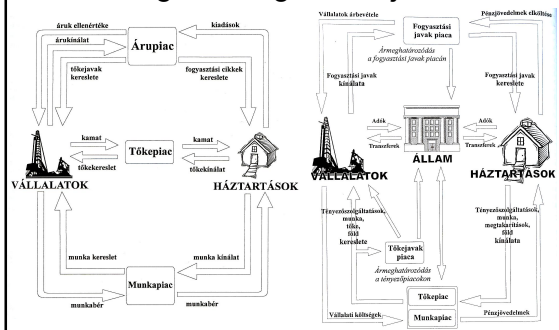 áruk ellenértéke
kiadások
árukínálat
Árupiac
tőkejavak
kereslete
fogyasztási cikkek
kereslete
kamat
kamat
Tőkepiac
tőkekereslet
tőkekínálat
VÁLLALATOK
HÁZTARTÁSOK
munka kereslet
munka kínálat
Munkapiac
munkabér
munkabér
Vállalatok árbevétele
Pénzjövedelmek elköltése
Fogyasztási
javak piaca
Ármeghatározódás
a fogyasztási javak piacán
Fogyasztási
javak
kínálata
Fogyasztási
javak
kereslete
Adók
Adók
Transzferek
Transzferek
ÁLLAM
VÁLLALATOK
HÁZTARTÁSOK
Tényezőszolgáltatások,
munka,
tőke,
föld
kereslete
Tényezőszolgáltatások,
munka,
megtakarítások,
föld
kínálata
Tőkejavak
piaca
Ármeghatározódás a
tényezőpiacokon
Tőkepiac
Munkapiac
Vállalati költségek
Pénzjövedelmek